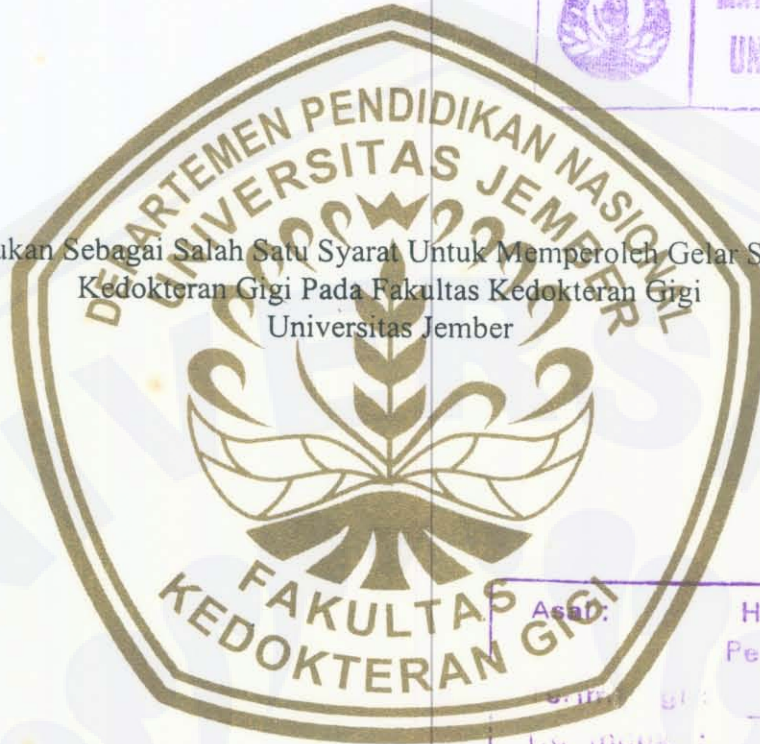 DEPARTEMEN PENDIDIKAN NASIONAL
UNIVERSITAS JEMBER
ukan Sebagai Salah Satu Syarat Untuk Memperoleh Gelar S
Kedokteran Gigi Pada Fakultas Kedokteran Gigi
Universitas Jember
FAKULTAS
KEDOKTERAN GIGI
Asal: H
Pe